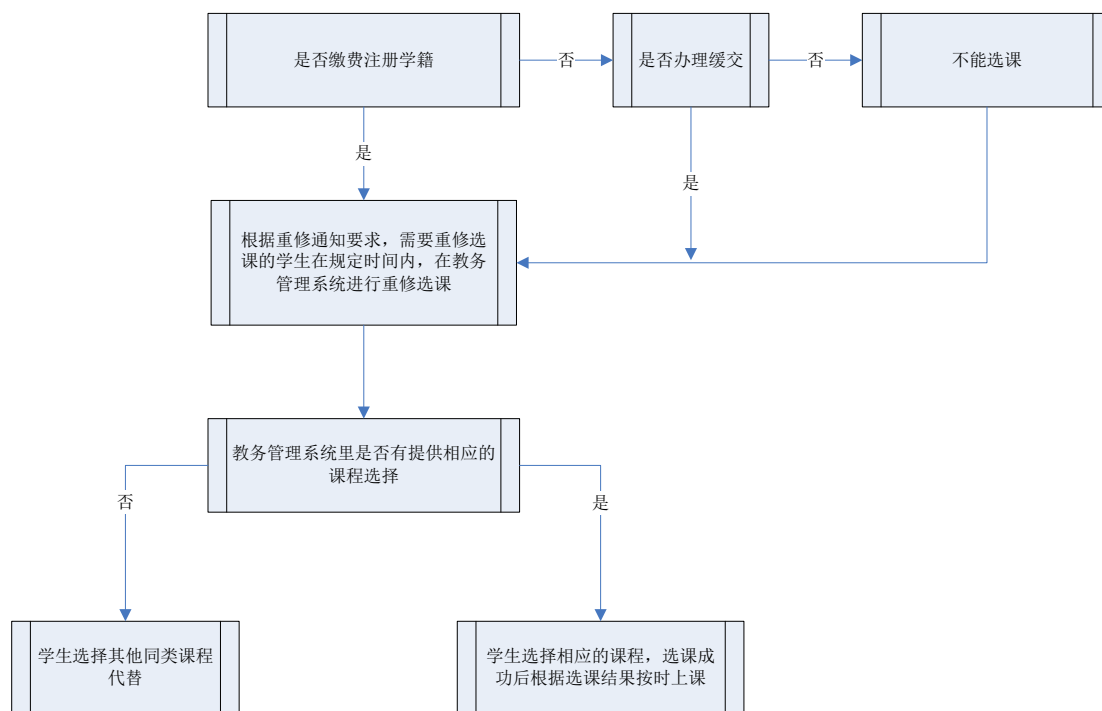 是否缴费注册学籍
否
是否办理缓交
否
不能选课
是
是
根据重修通知要求，需要重修选
课的学生在规定时间内，在教务
管理系统进行重修选课
教务管理系统里是否有提供相应的
课程选择
否
是
学生选择其他同类课程
代替
学生选择相应的课程，选课成
功后根据选课结果按时上课